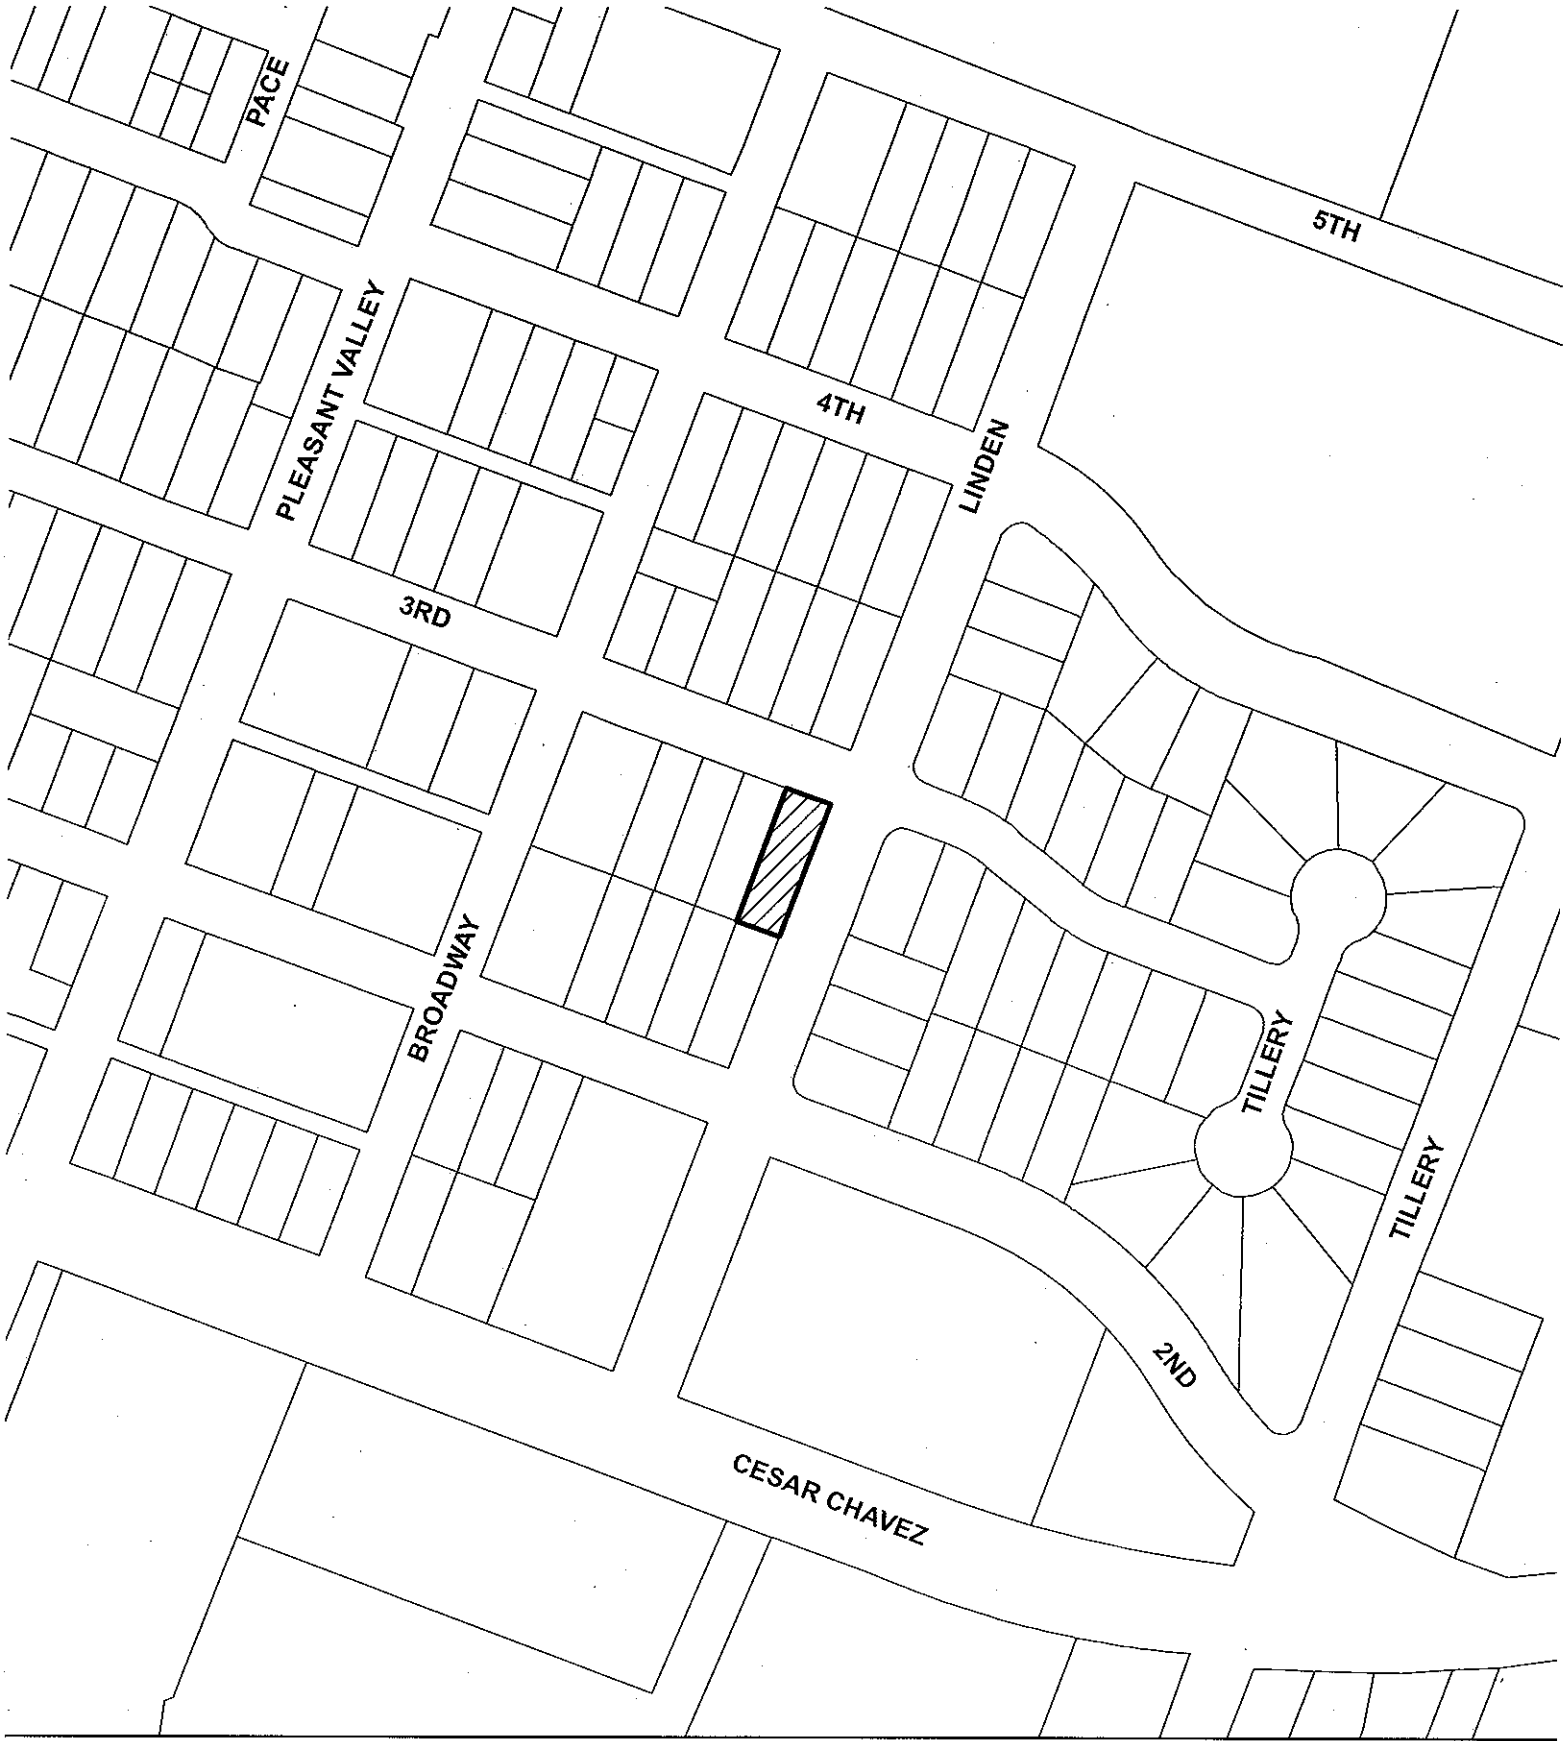 PACE
5TH
PLEASANT VALLEY
4TH
LINDEN
3RD
BROADWAY
TILLERY
TILLERY
2ND
CESAR CHAVEZ